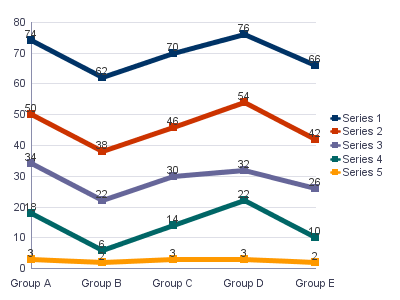 80
74 62 70 76 66
70
60
50 38 46 54 42
50
40
34 22 30 32 26
30
20
18 6 14 22 10
10
3 2 3 3 2
0
Group A Group B Group C Group D Group E
Series 1
Series 2
Series 3
Series 4
Series 5